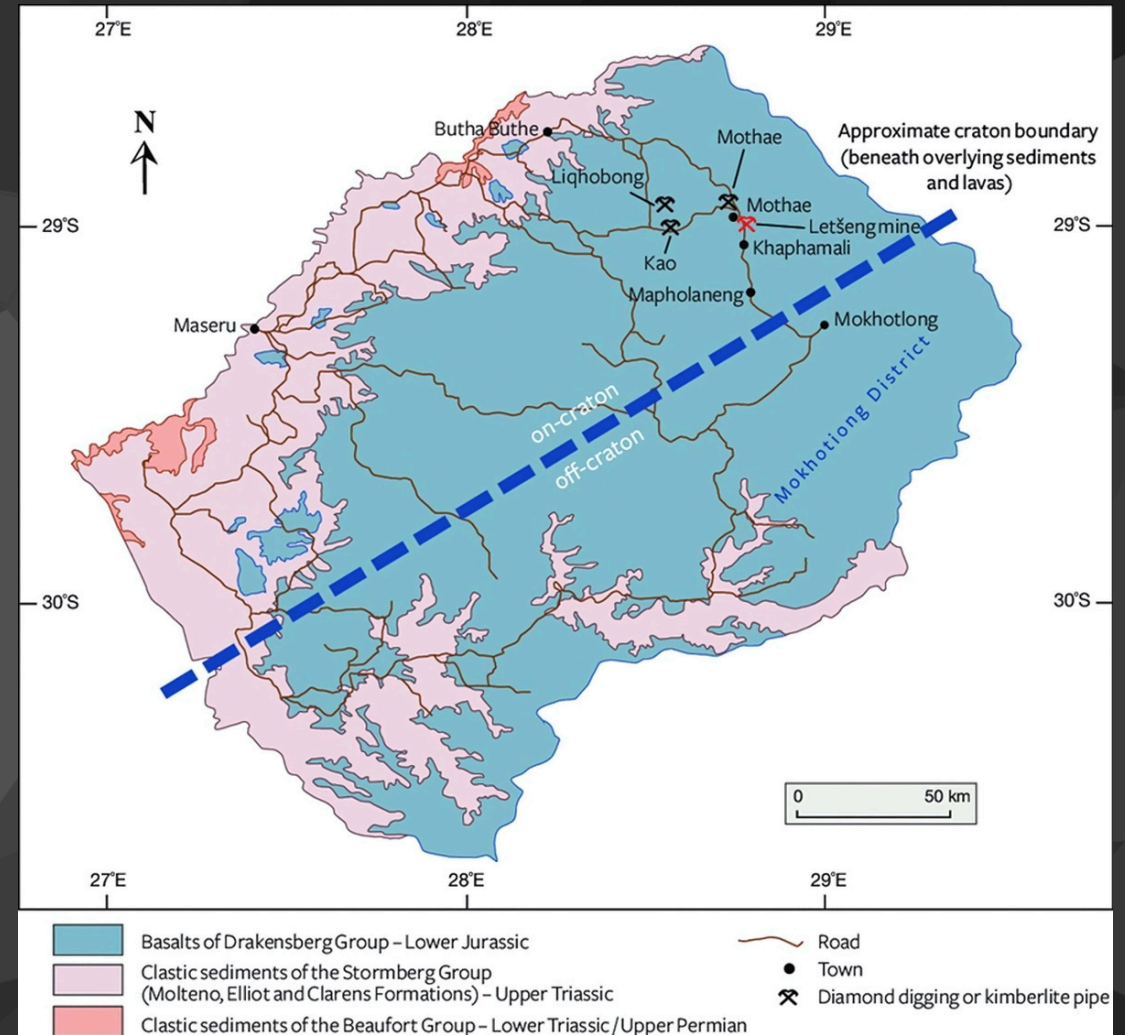 27°E
28°E
29°E
N
Butha Buthe
Mothae
Approximate craton boundary
(beneath overlying sediments
and lavas)
Liqhobong
Mothae
29°S
Letšeng mine
29°S
Khaphamali
Kao
Mapholaneng
Maseru
Mokhotlong
on-craton
off-craton
Mokhotiong District
30°S
30°S
0
50 km
27°E
28°E
29°E
Basalts of Drakensberg Group – Lower Jurassic
Road
Clastic sediments of the Stormberg Group
(Molteno, Elliot and Clarens Formations) – Upper Triassic
Town
Diamond digging or kimberlite pipe
Clastic sediments of the Beaufort Group – Lower Triassic/Upper Permian